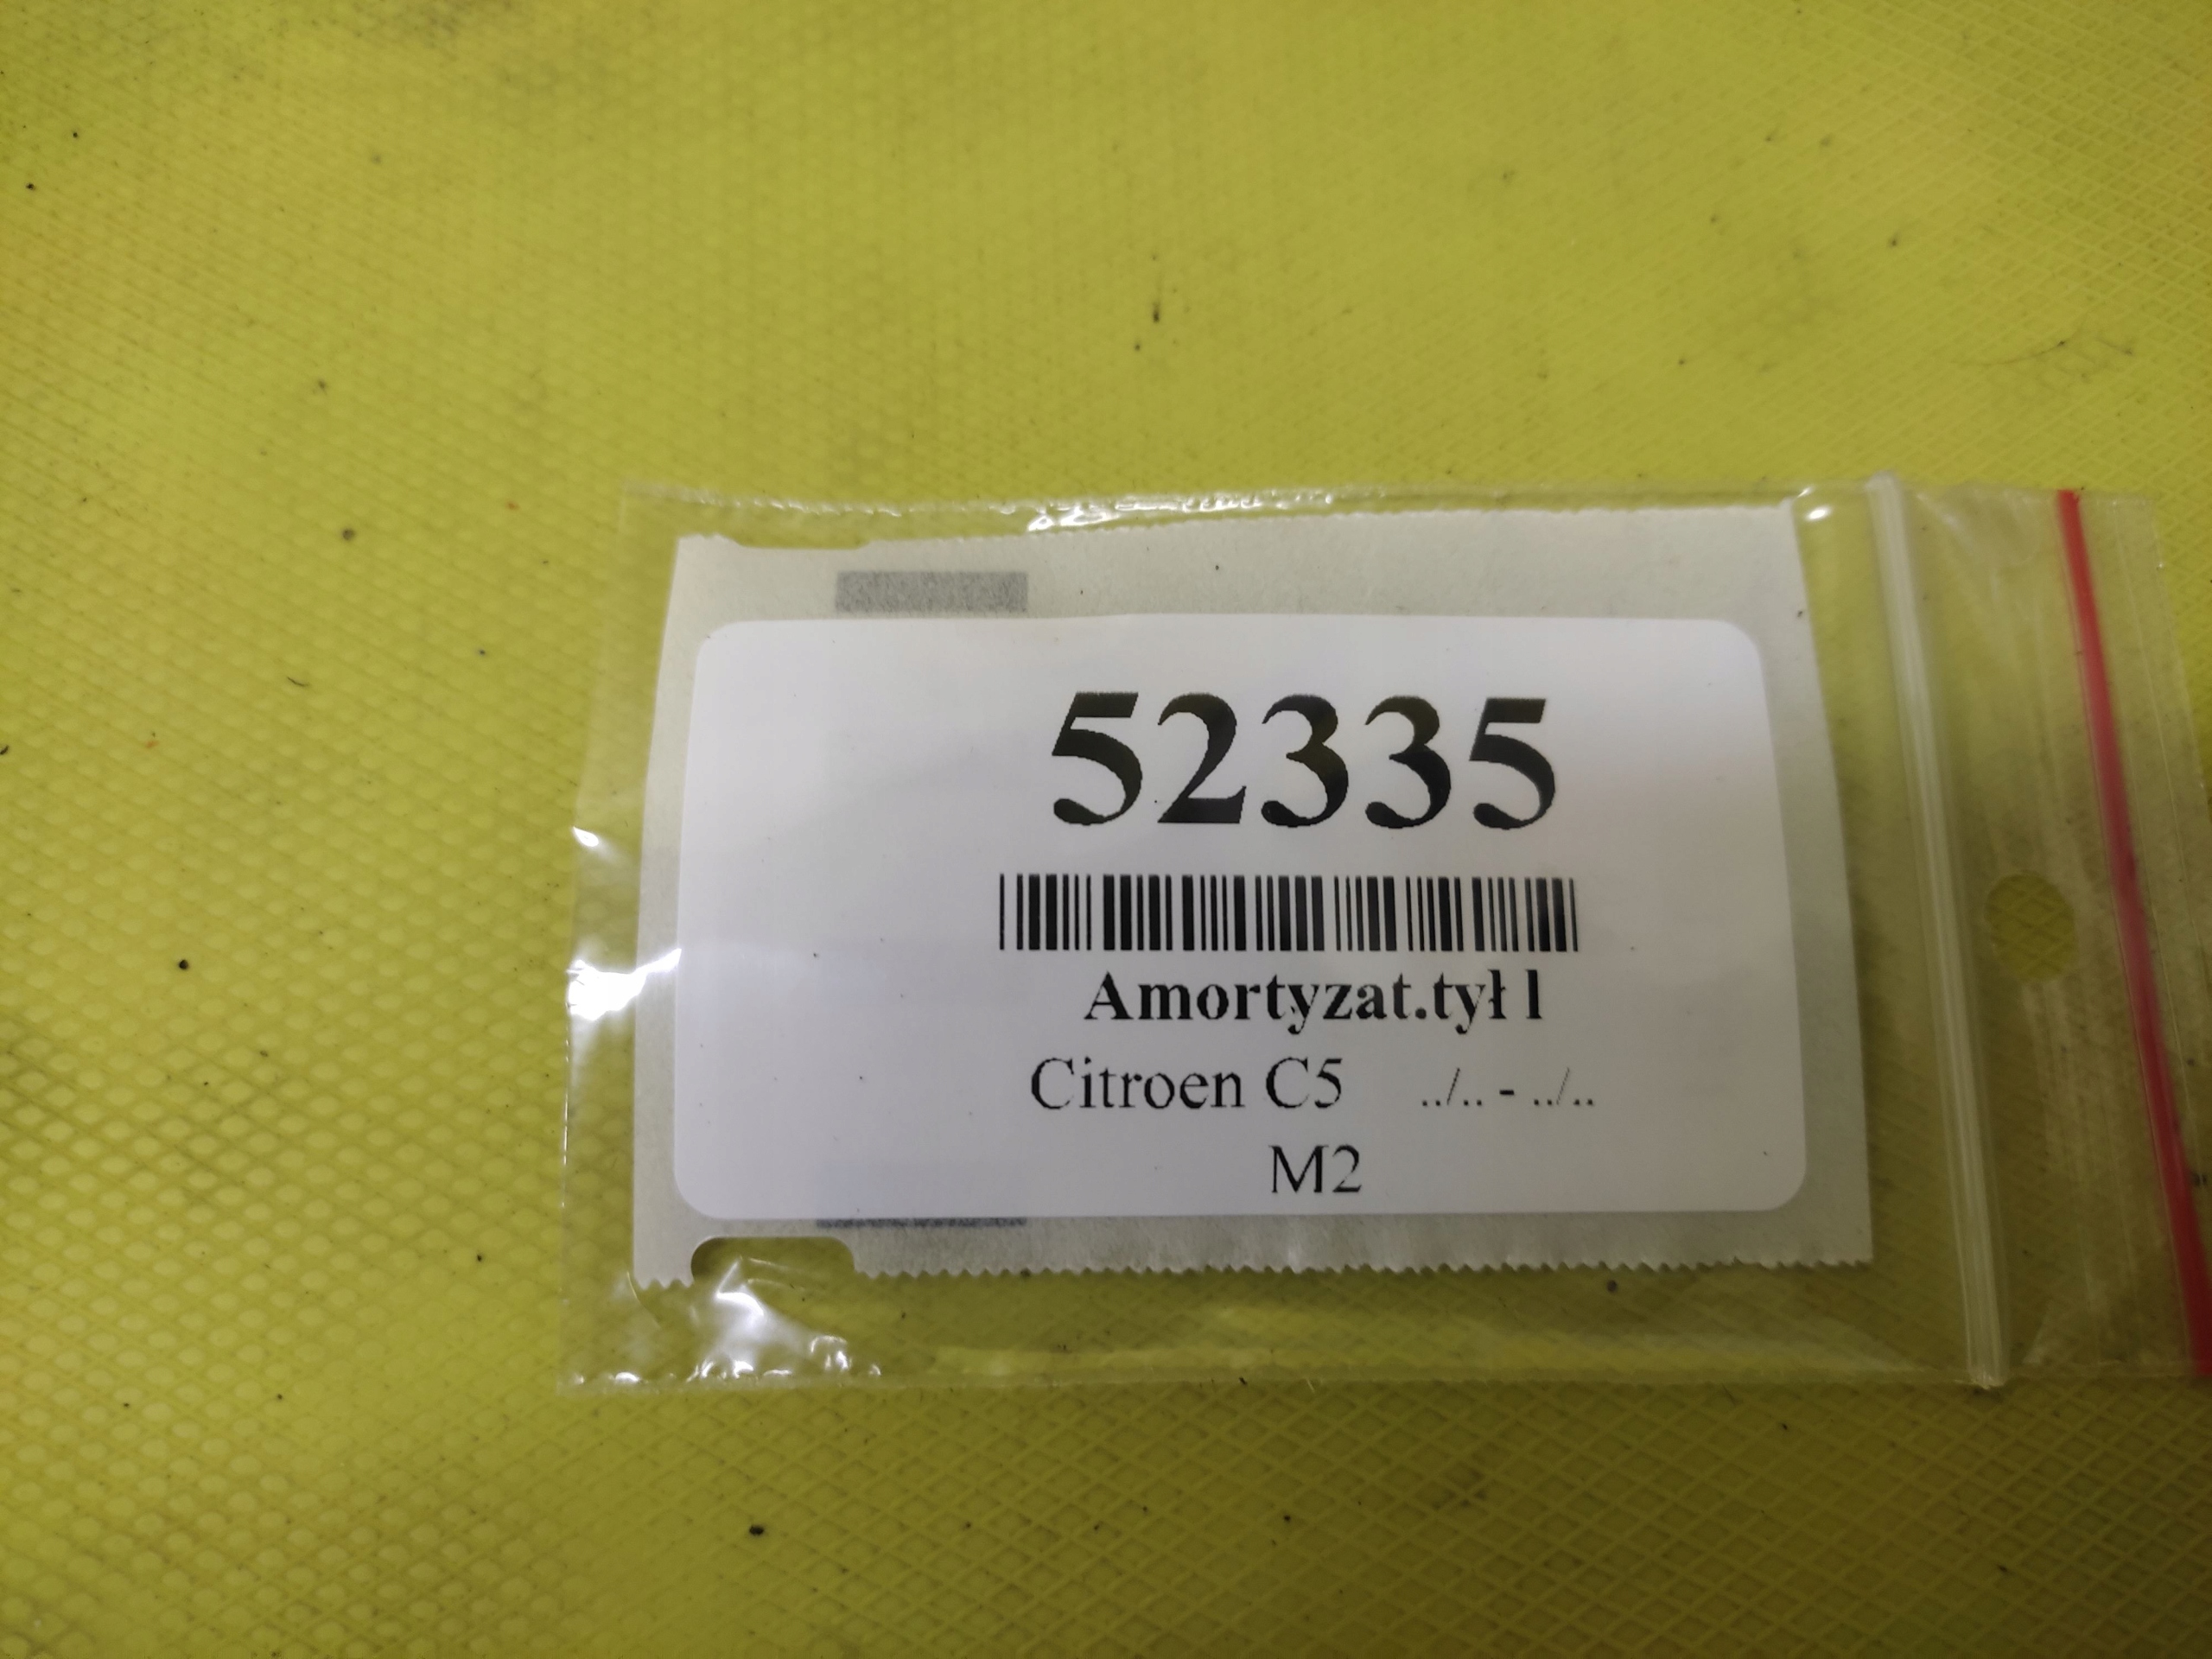 52335
Amortyzat.tył l
Citroen C5 ../.. - ../..
M2